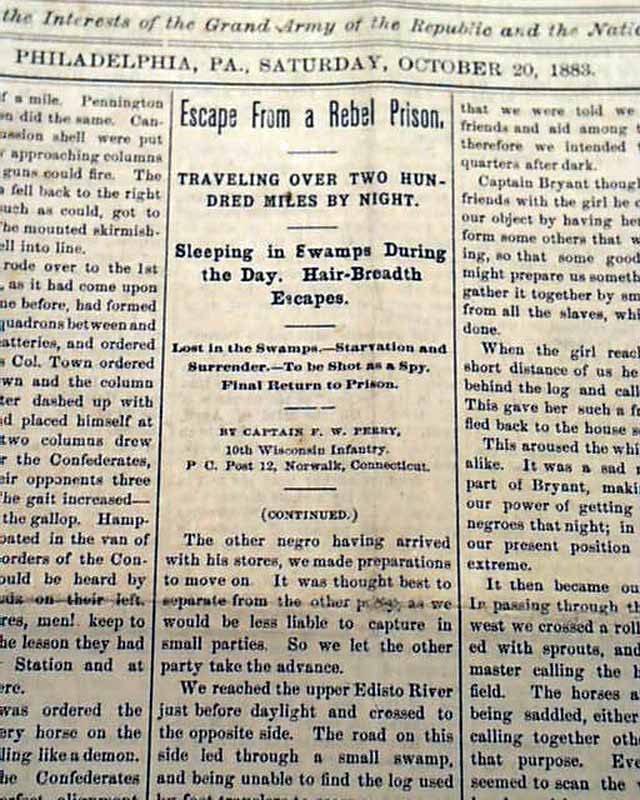 the Interests of the Grand Army of the Republic and the Natio
PHILADELPHIA, PA., SATURDAY, OCTOBER 20, 1883.
of a mile. Pennington
en did the same. Can-
ussion shell were put
r approaching columns
guns could fire. The
n fell back to the right
such as could, got to
The mounted skirmish-
ell into line.
rode over to the 1st
, as it had come upon
ne before, had formed
quadrons between and
batteries, and ordered
s Col. Town ordered
wn and the column
ter dashed up with
nd placed himself at
two columns drew
r the Confederates,
eir opponents three
The gait increased—
the gallop. Hamp-
oated in the van of
orders of the Con-
ould be heard by
on their left.
res, men!. keep to
he lesson they had
Station and at
ere.
was ordered the
ery horse on the
ling like a demon.
he Confederates
erfect alignment
Escape From a Rebel Prison.
TRAVELING OVER TWO HUN-
DRED MILES BY NIGHT.
Sleeping in Swamps During
the Day. Hair-Breadth
Escapes.
Lost in the Swamps.—Starvation and
Surrender.—To be Shot as a Spy.
Final Return to Prison.
BY CAPTAIN F. W. PERRY,
10th Wisconsin Infantry.
P C. Post 12, Norwalk, Connecticut.
(CONTINUED.)
The other negro having arrived
with his stores, we made preparations
to move on. It was thought best to
separate from the other party, as we
would be less liable to capture in
small parties. So we let the other
party take the advance.
We reached the upper Edisto River
just before daylight and crossed to
the opposite side. The road on this
side led through a small swamp,
and being unable to find the log used
that we were told we
friends and aid among t
therefore we intended t
quarters after dark.
Captain Bryant though
friends with the girl he c
our object by having her
form some others that w
ing, so that some good
might prepare us someth
gather it together by sm
from all the slaves, whi
done.
When the girl reach
short distance of us he
behind the log and call
This gave her such a f
fled back to the house s
This aroused the whi
alike. It was a sad n
part of Bryant, maki
our power of getting
negroes that night; in
our present position
extreme.
It then became ou
In passing through th
west we crossed a roll
ed with sprouts, and
master calling the h
field. The horses a
being saddled, either
calling together othe
that purpose. Eve
seemed to scan the